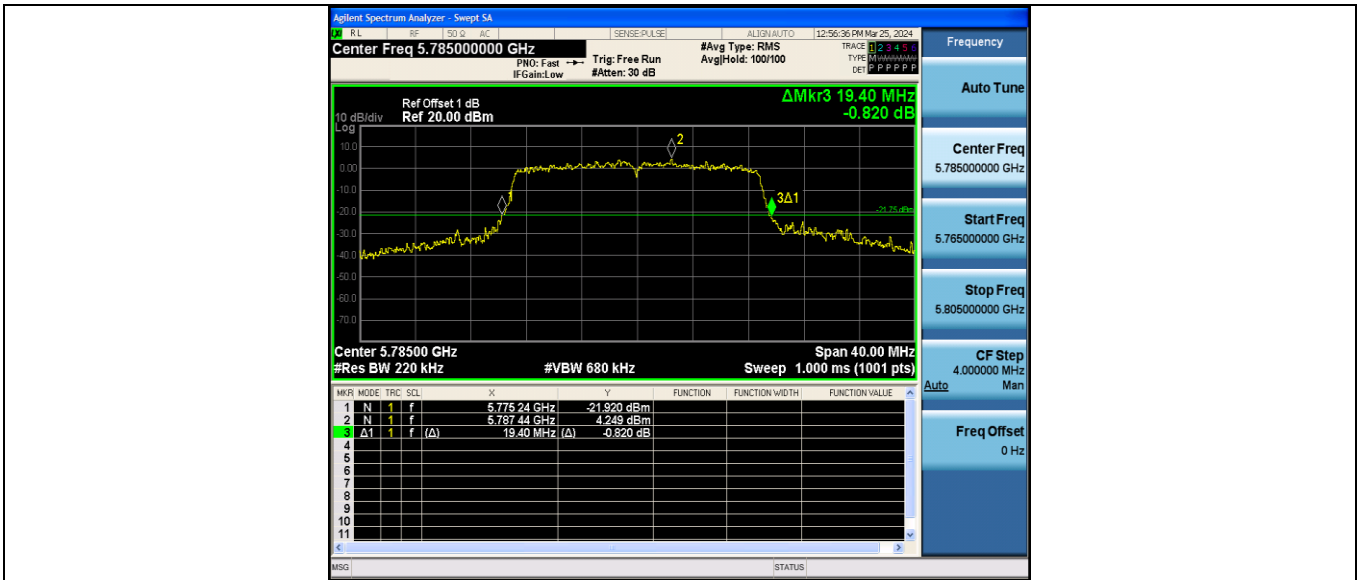 Agilent Spectrum Analyzer - Swept SA
LXI RL RF 50 Ω AC SENSE:PULSE ALIGNAUTO 12:56:36 PM Mar 25, 2024
Center Freq 5.785000000 GHz
PNO: Fast
IFGain:Low
Trig: Free Run
#Atten: 30 dB
#Avg Type: RMS
Avg|Hold: 100/100
TRACE 1 2 3 4 5 6
TYPE M
DET P P P P P P
ΔMkr3 19.40 MHz
-0.820 dB
Ref Offset 1 dB
10 dB/div Ref 20.00 dBm
Log
10.0
0.00
-10.0
-20.0
-30.0
-40.0
-50.0
-60.0
-70.0
1
2
3Δ1
-21.75 dBm
Center 5.78500 GHz Span 40.00 MHz
#Res BW 220 kHz #VBW 680 kHz Sweep 1.000 ms (1001 pts)
MKR MODE TRC SCL X Y FUNCTION FUNCTION WIDTH FUNCTION VALUE
1 N 1 f 5.775 24 GHz -21.920 dBm
2 N 1 f 5.787 44 GHz 4.249 dBm
3 Δ1 1 f (Δ) 19.40 MHz (Δ) -0.820 dB
4
5
6
7
8
9
10
11
MSG STATUS
Frequency
Auto Tune
Center Freq
5.785000000 GHz
Start Freq
5.765000000 GHz
Stop Freq
5.805000000 GHz
CF Step
4.000000 MHz
Auto Man
Freq Offset
0 Hz